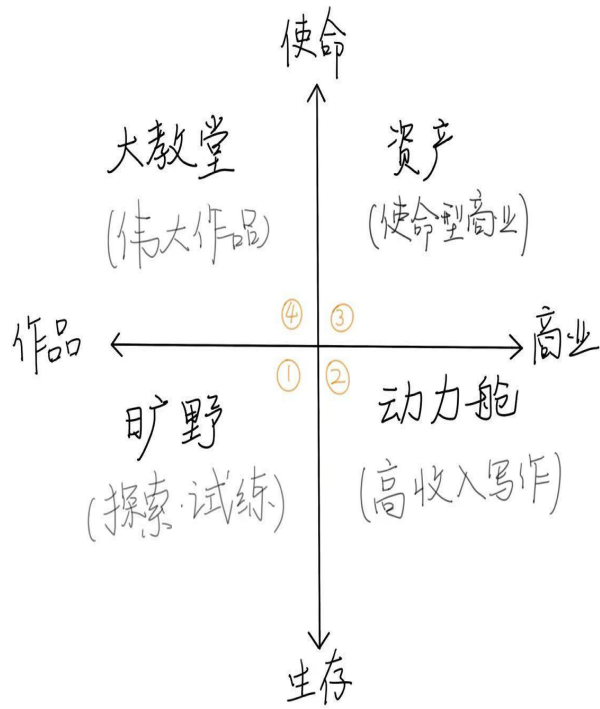 使命
大教堂 资产
(伟大作品) (使命型商业)
④ ③
作品 商业
① ②
旷野 动力舱
(探索·试练) (高收入写作)
生存